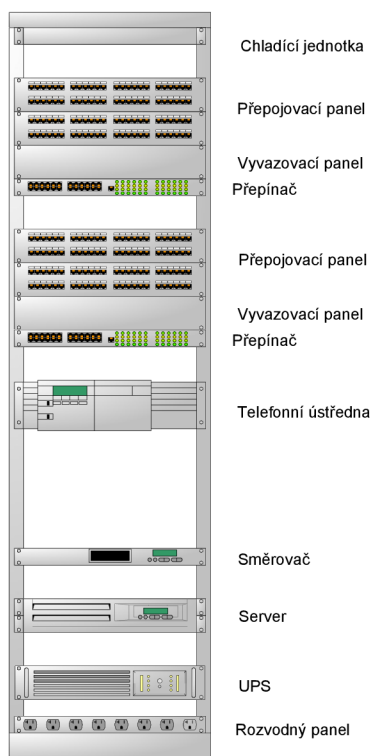 Chladící jednotka
Přepojovací panel
Vyvazovací panel
Přepínač
Přepojovací panel
Vyvazovací panel
Přepínač
Telefonní ústředna
Směrovač
Server
UPS
Rozvodný panel